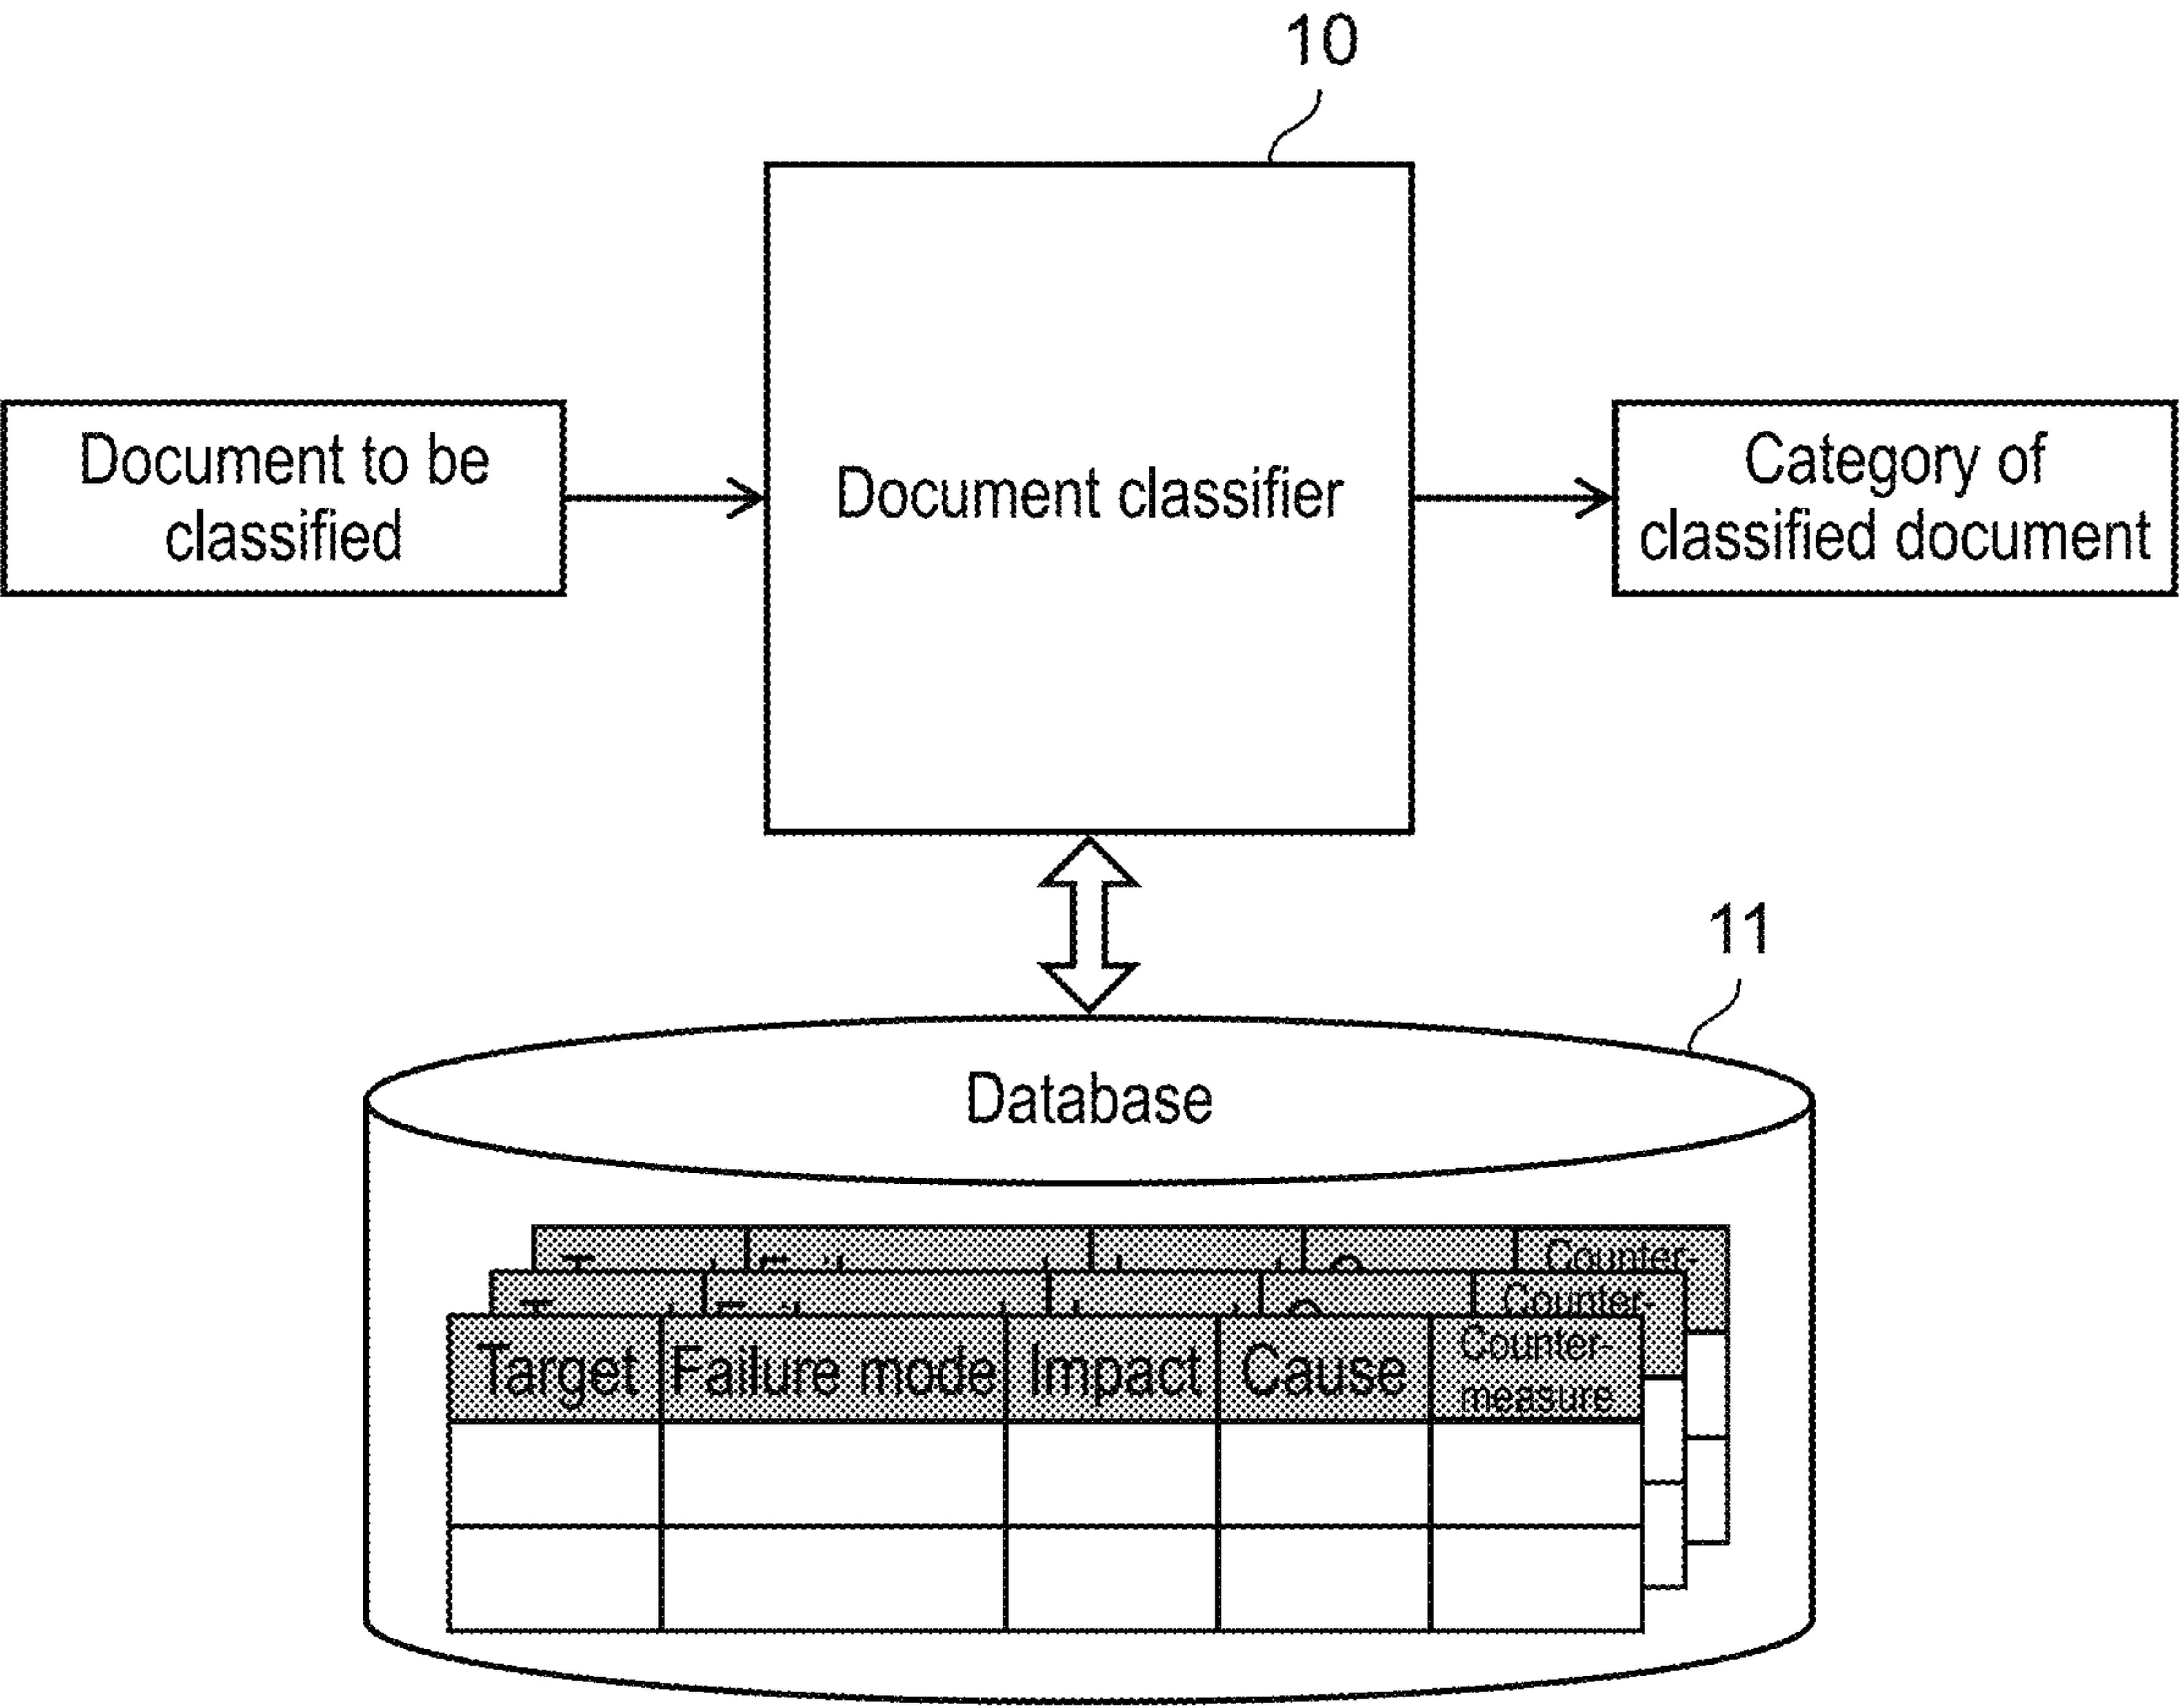 10
Document to be
classified
Document classifier
Category of
classified document
11
Database
Counter-
Counter-
Target Failure mode Impact Cause Counter-
measure